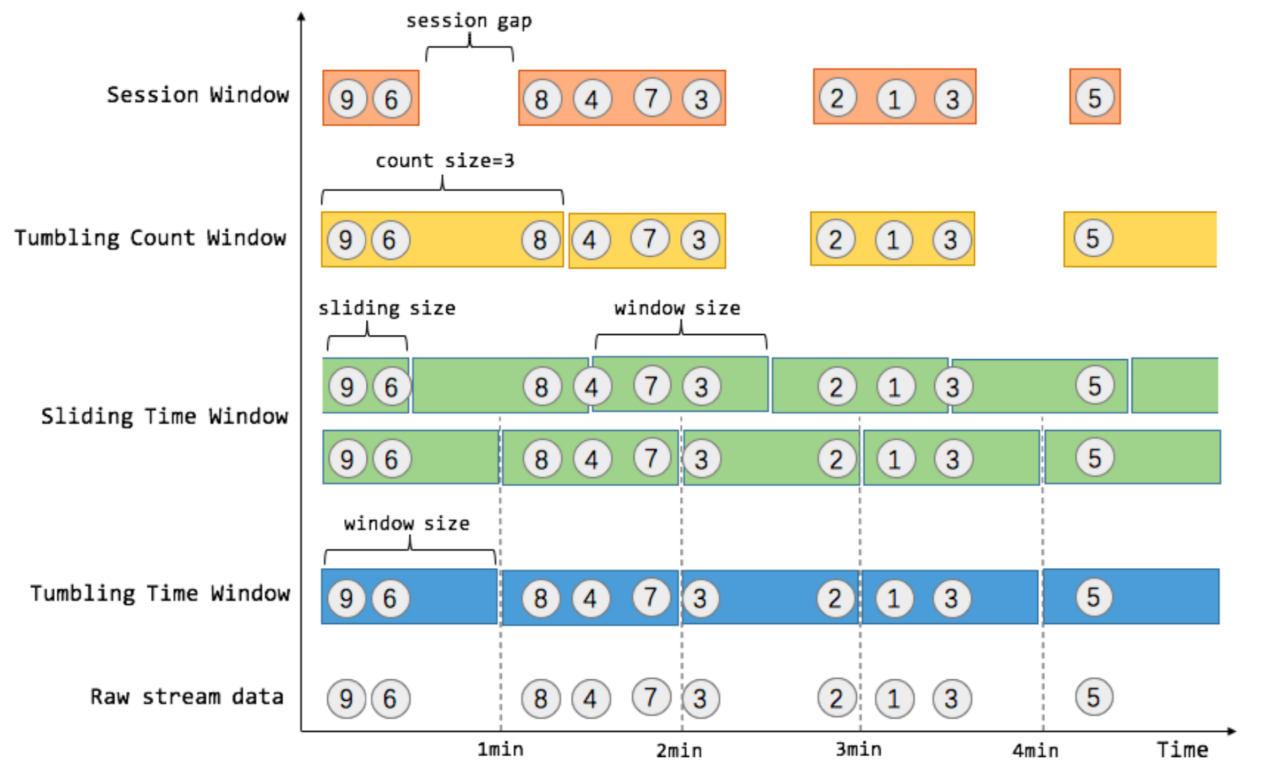 session gap
Session Window 9 6 8 4 7 3 2 1 3 5
count size=3
Tumbling Count Window 9 6 8 4 7 3 2 1 3 5
sliding size window size
9 6 8 4 7 3 2 1 3 5
Sliding Time Window
9 6 8 4 7 3 2 1 3 5
window size
Tumbling Time Window 9 6 8 4 7 3 2 1 3 5
Raw stream data 9 6 8 4 7 3 2 1 3 5
1min 2min 3min 4min Time